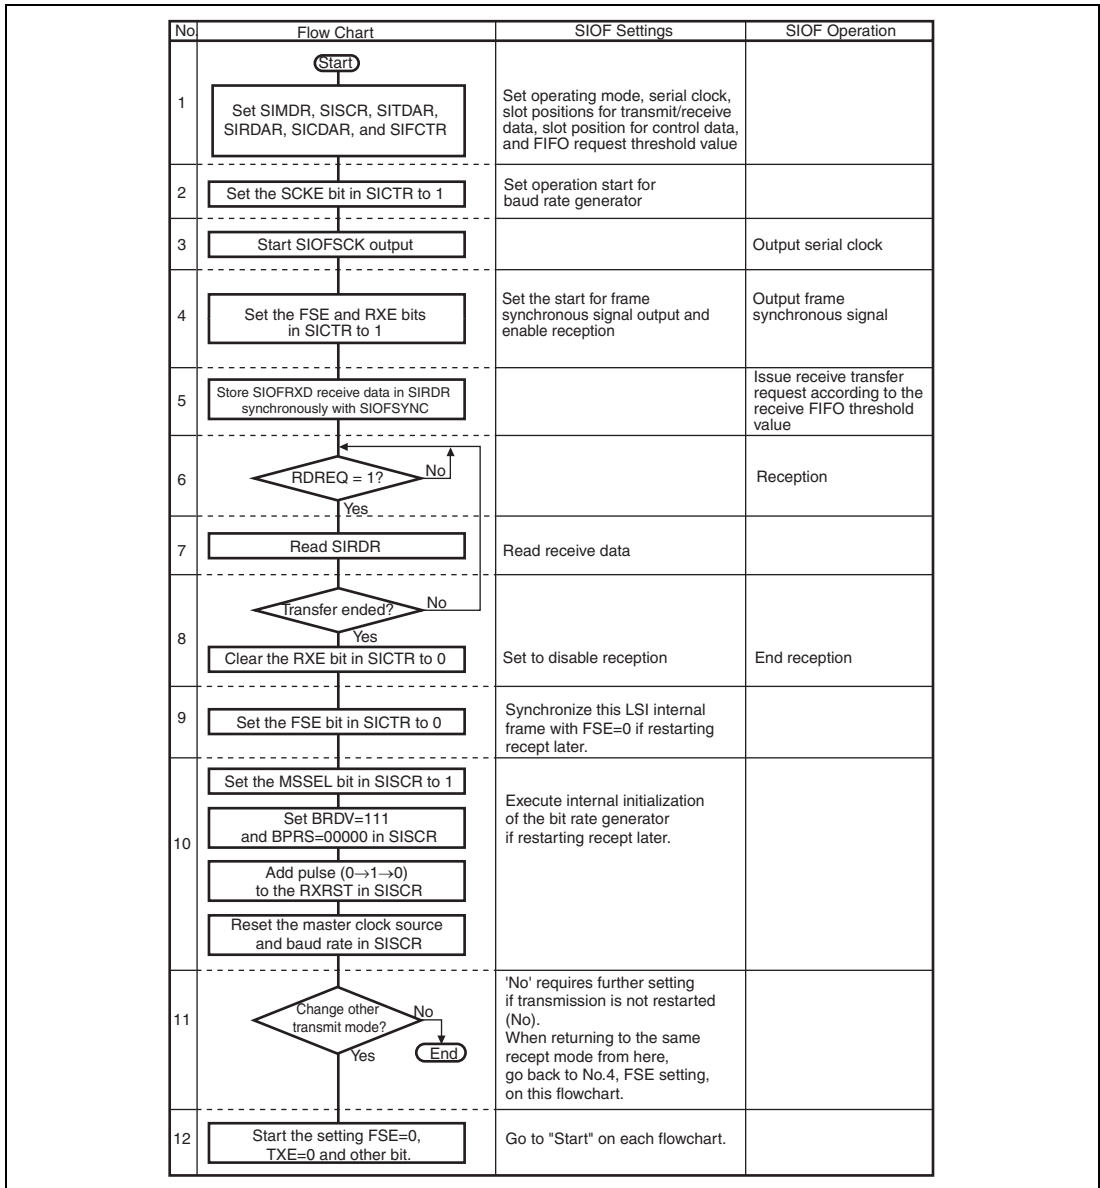 No. Flow Chart SIOF Settings SIOF Operation
Start
1
Set SIMDR, SISCR, SITDAR,
SIRDAR, SICDAR, and SIFCTR
Set operating mode, serial clock,
slot positions for transmit/receive
data, slot position for control data,
and FIFO request threshold value
2
Set the SCKE bit in SICTR to 1
Set operation start for
baud rate generator
3
Start SIOFSCK output
Output serial clock
4
Set the FSE and RXE bits
in SICTR to 1
Set the start for frame
synchronous signal output and
enable reception
Output frame
synchronous signal
5
Store SIOFRXD receive data in SIRDR
synchronously with SIOFSYNC
Issue receive transfer
request according to the
receive FIFO threshold
value
6
RDREQ = 1?
No
Yes
Reception
7
Read SIRDR
Read receive data
8
Transfer ended?
No
Yes
Clear the RXE bit in SICTR to 0
Set to disable reception
End reception
9
Set the FSE bit in SICTR to 0
Synchronize this LSI internal
frame with FSE=0 if restarting
recept later.
10
Set the MSSEL bit in SISCR to 1
Set BRDV=111
and BPRS=00000 in SISCR
Add pulse (0→1→0)
to the RXRST in SISCR
Reset the master clock source
and baud rate in SISCR
Execute internal initialization
of the bit rate generator
if restarting recept later.
11
Change other
transmit mode?
No
End
Yes
'No' requires further setting
if transmission is not restarted
(No).
When returning to the same
recept mode from here,
go back to No.4, FSE setting,
on this flowchart.
12
Start the setting FSE=0,
TXE=0 and other bit.
Go to "Start" on each flowchart.